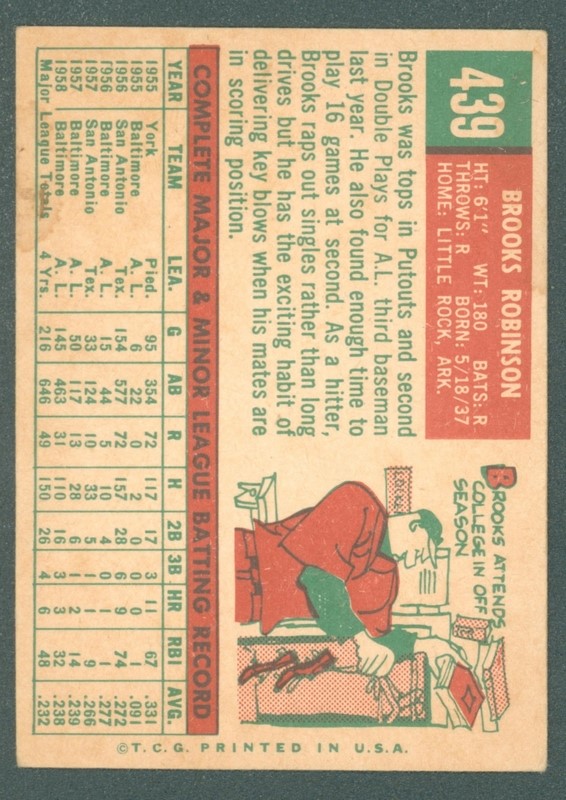 439
BROOKS ROBINSON
HT: 6'1" WT: 180 BATS: R
THROWS: R BORN: 5/18/37
HOME: LITTLE ROCK, ARK.
Brooks was tops in Putouts and second
in Double Plays for A.L. third baseman
last year. He also found enough time to
play 16 games at second. As a hitter,
Brooks raps out singles rather than long
drives but he has the exciting habit of
delivering key blows when his mates are
in scoring position.
BROOKS ATTENDS
COLLEGE IN OFF
SEASON
COMPLETE MAJOR & MINOR LEAGUE BATTING RECORD
YEAR TEAM LEA. G AB R H 2B 3B HR RBI AVG.
1955 York Pied. 95 354 72 117 17 3 11 67 .331
1955 Baltimore A. L. 6 22 0 2 0 0 0 1 .091
1956 San Antonio Tex. 154 577 72 157 28 6 9 74 .272
1956 Baltimore A. L. 15 44 5 10 4 0 1 1 .277
1957 San Antonio Tex. 33 124 10 33 5 1 1 9 .266
1957 Baltimore A. L. 50 117 13 28 6 1 2 14 .239
1958 Baltimore A. L. 145 463 31 110 16 3 3 32 .238
Major League Totals 4 Yrs. 216 646 49 150 26 4 6 48 .232
©T.C.G. PRINTED IN U.S.A.